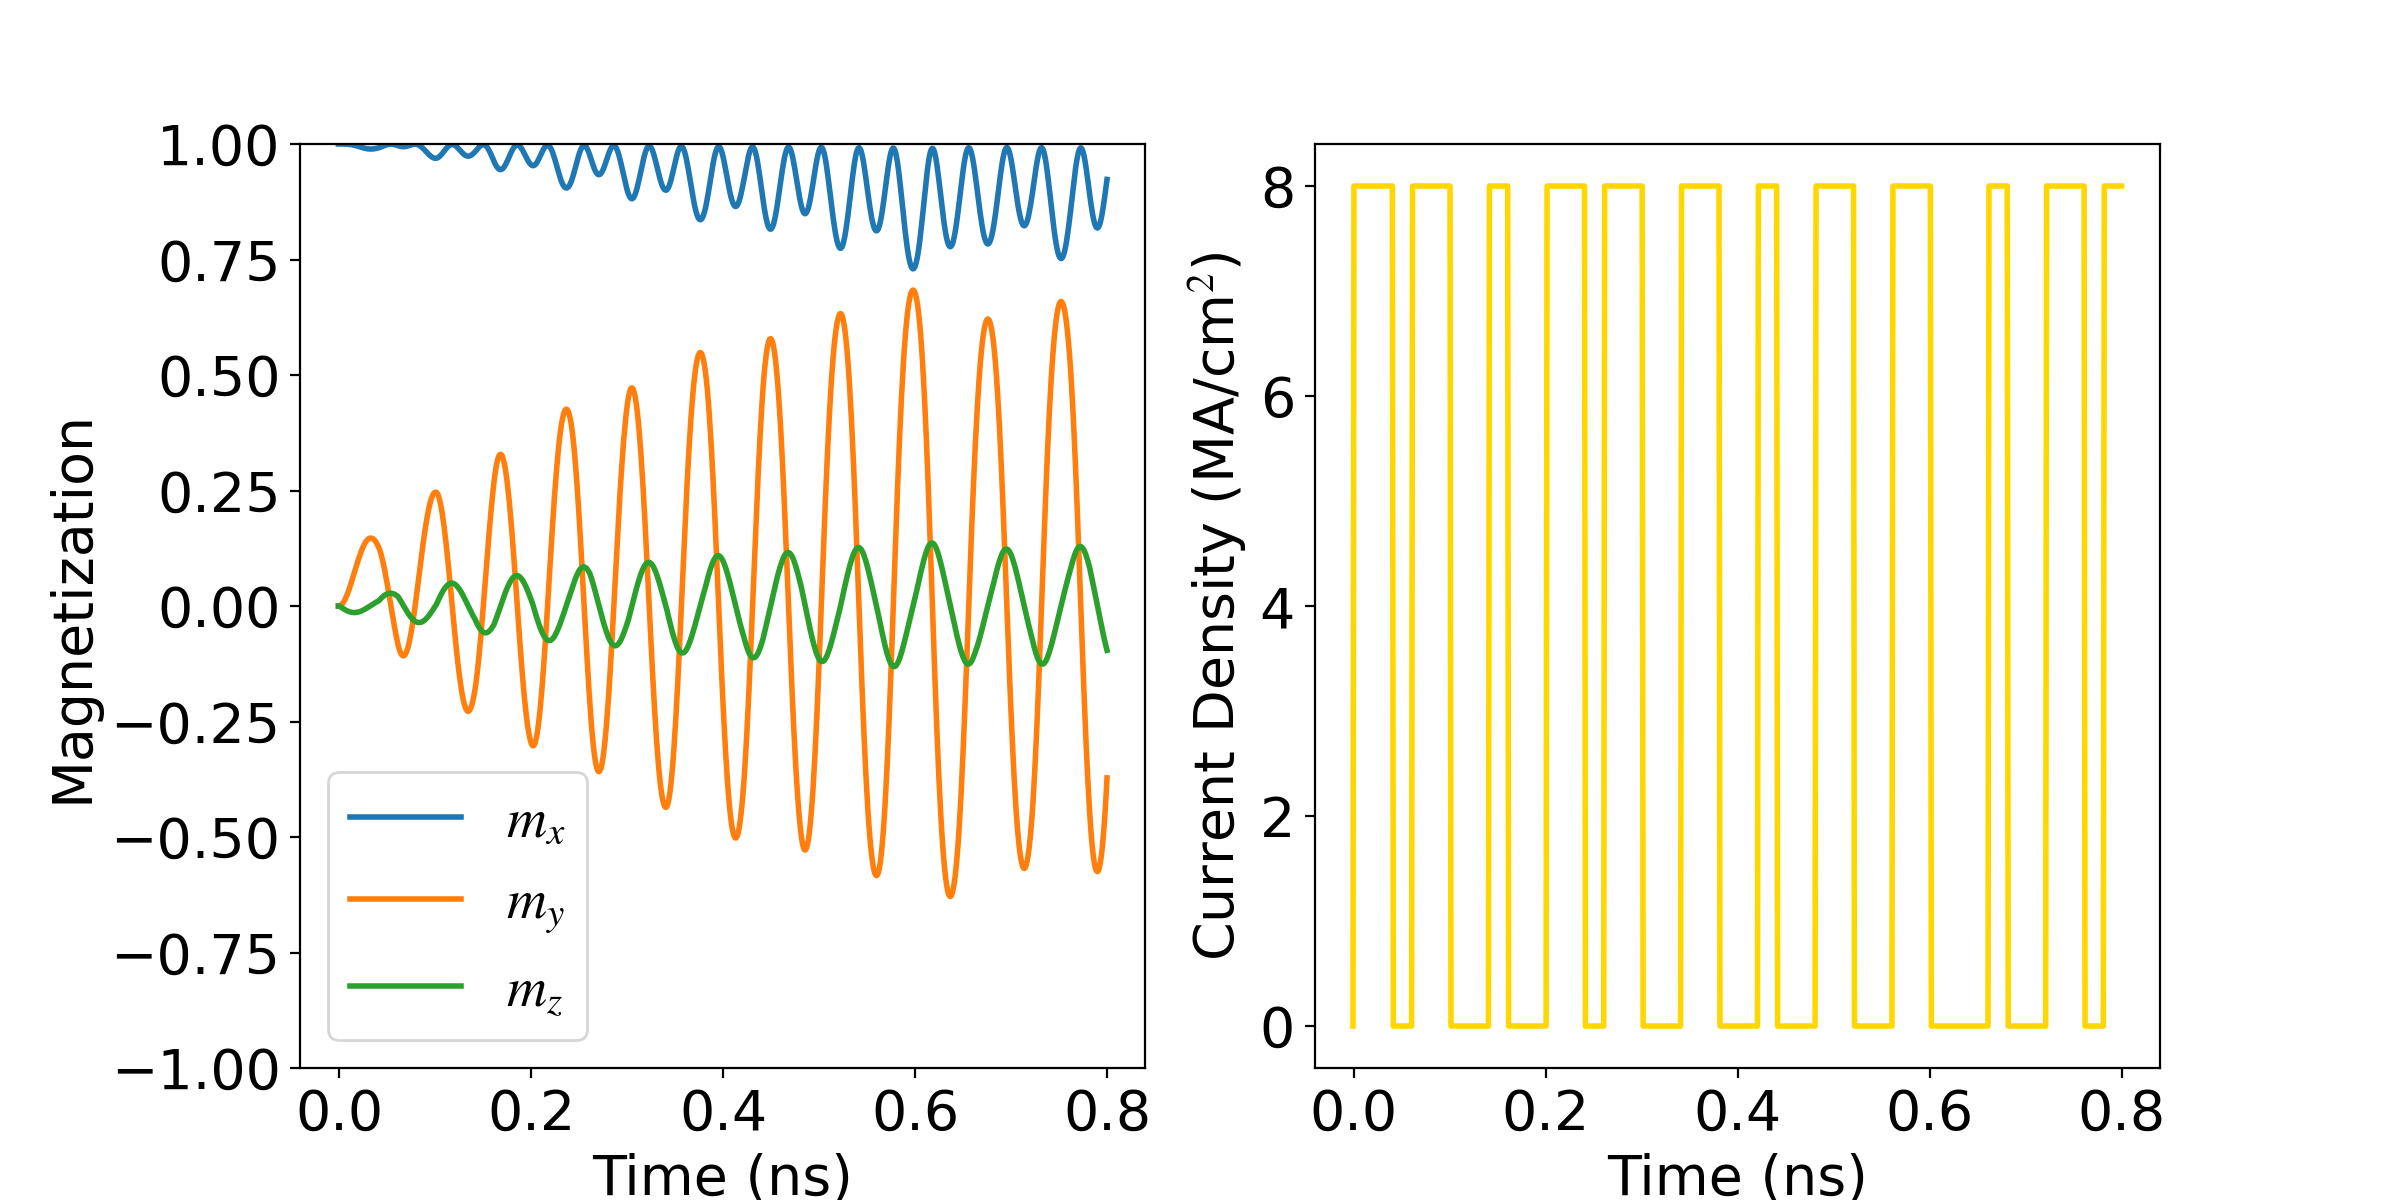 Magnetization
1.00
0.75
0.50
0.25
0.00
−0.25
−0.50
−0.75
−1.00
0.0 0.2 0.4 0.6 0.8
Time (ns)
m_x
m_y
m_z
Current Density (MA/cm²)
8
6
4
2
0
0.0 0.2 0.4 0.6 0.8
Time (ns)